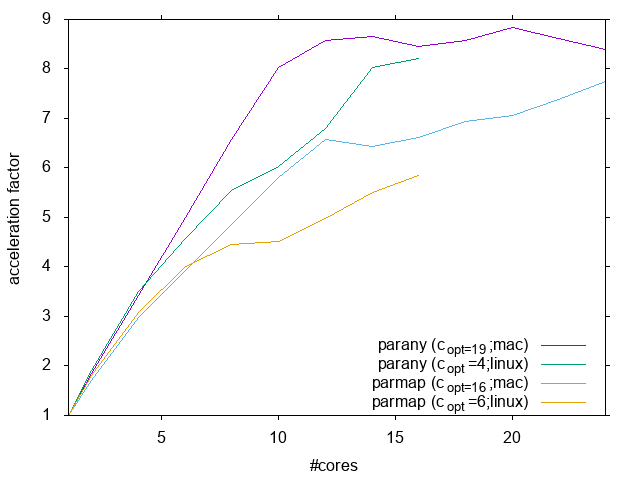 9
8
7
6
5
4
3
2
1
acceleration factor
parany (c opt=19 ;mac)
parany (c opt =4;linux)
parmap (c opt=16 ;mac)
parmap (c opt =6;linux)
5 10 15 20
#cores